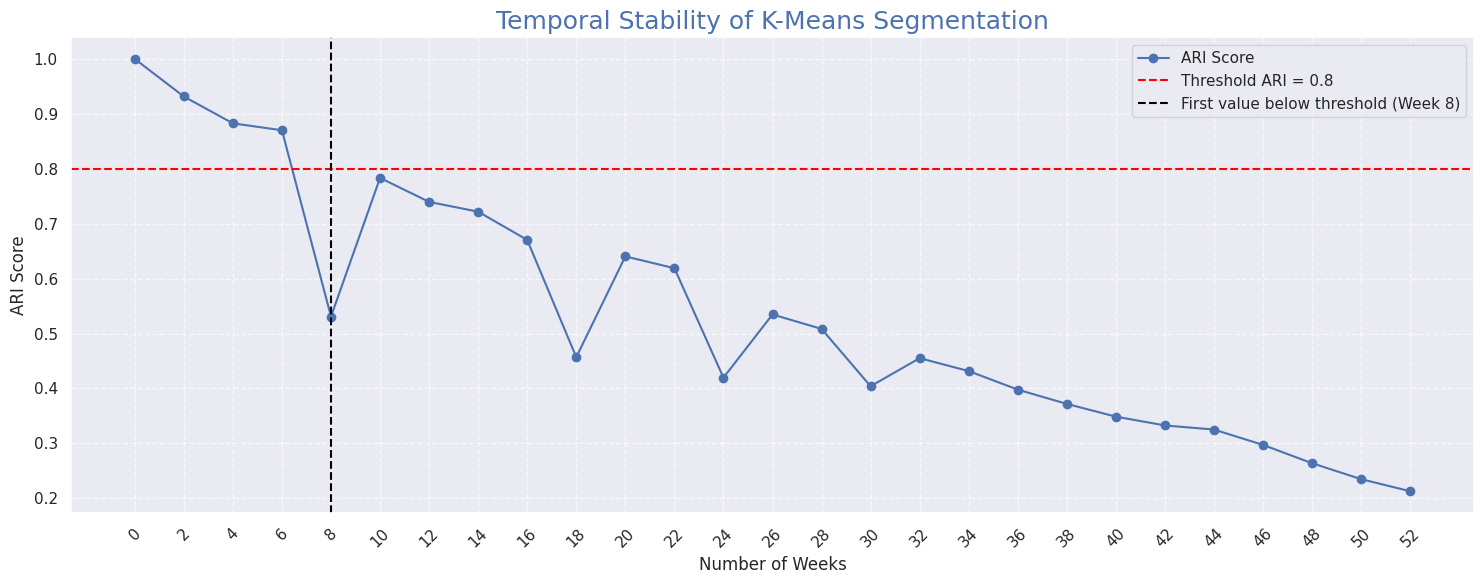 Temporal Stability of K-Means Segmentation
ARI Score
Threshold ARI = 0.8
First value below threshold (Week 8)
ARI Score
1.0
0.9
0.8
0.7
0.6
0.5
0.4
0.3
0.2
0 2 4 6 8 10 12 14 16 18 20 22 24 26 28 30 32 34 36 38 40 42 44 46 48 50 52
Number of Weeks